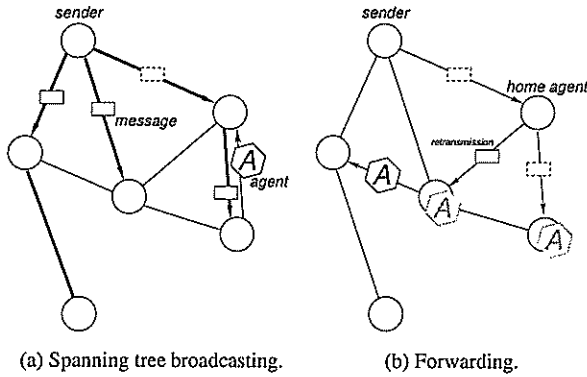 sender
message
A
agent
(a) Spanning tree broadcasting.
sender
home agent
retransmission
A
A
A
(b) Forwarding.